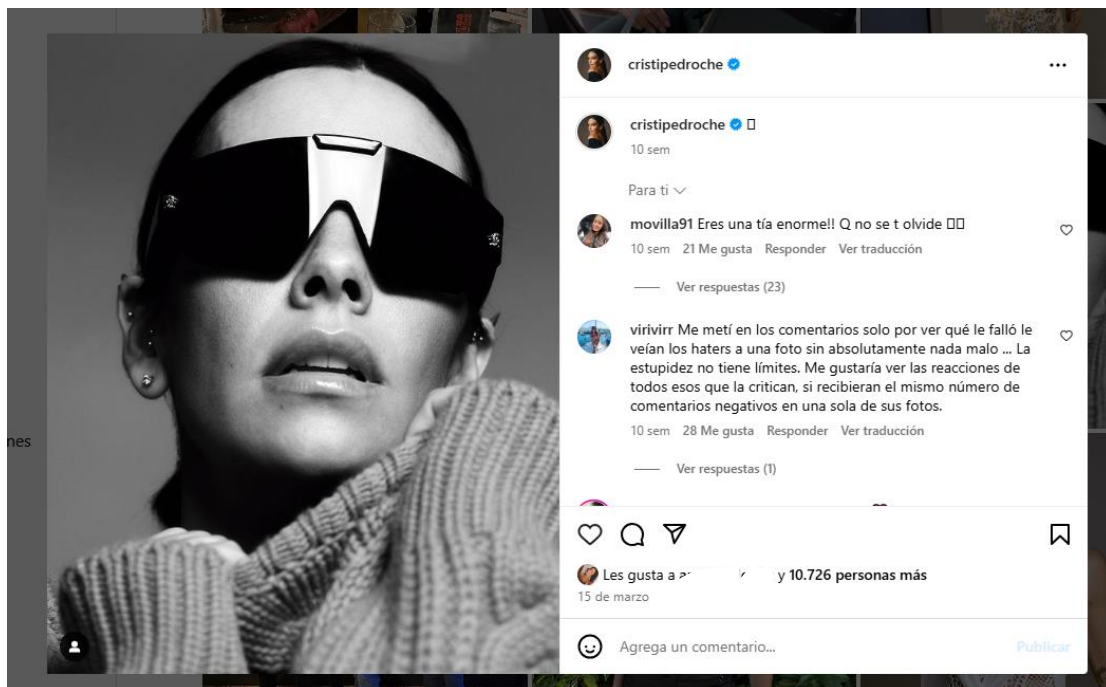 cristipedroche
cristipedroche
10 sem
Para ti
movilla91 Eres una tía enorme!! Q no se t olvide
10 sem 21 Me gusta Responder Ver traducción
Ver respuestas (23)
virivirr Me metí en los comentarios solo por ver qué le falló le
veían los haters a una foto sin absolutamente nada malo ... La
estupidez no tiene límites. Me gustaría ver las reacciones de
todos esos que la critican, si recibieran el mismo número de
comentarios negativos en una sola de sus fotos.
10 sem 28 Me gusta Responder Ver traducción
Ver respuestas (1)
nes
Les gusta a y 10.726 personas más
15 de marzo
Agrega un comentario...
Publicar